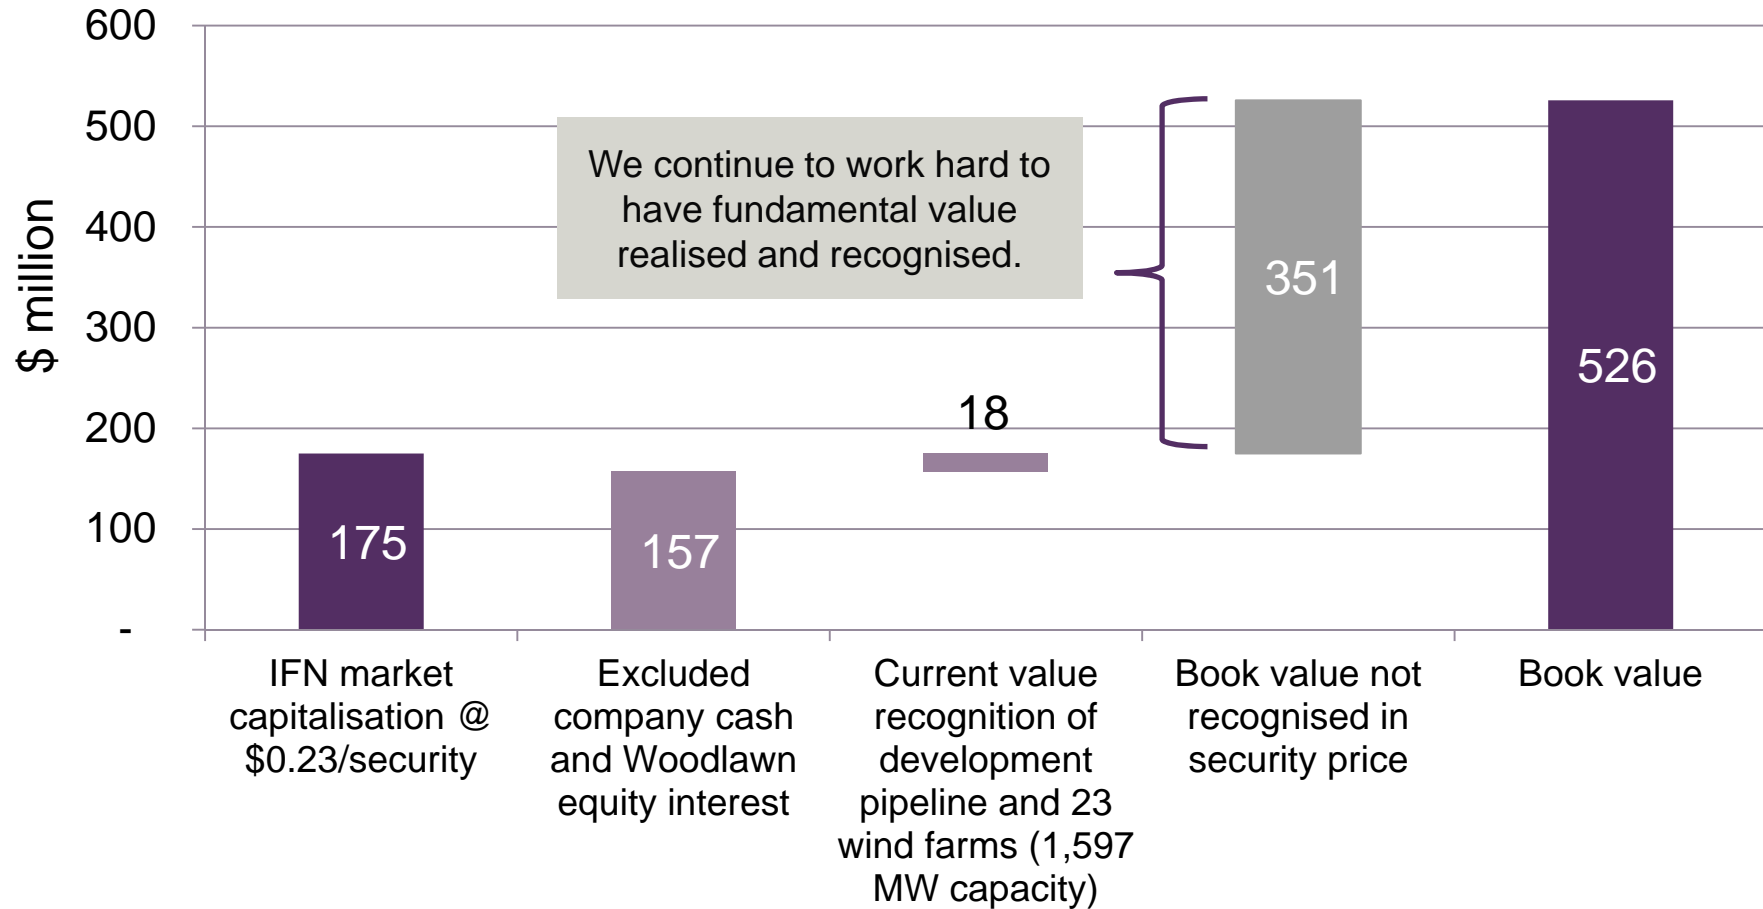 600
500
400
300
200
100
-
$ million
We continue to work hard to
have fundamental value
realised and recognised.
175
157
18
351
526
IFN market
capitalisation @
$0.23/security
Excluded
company cash
and Woodlawn
equity interest
Current value
recognition of
development
pipeline and 23
wind farms (1,597
MW capacity)
Book value not
recognised in
security price
Book value